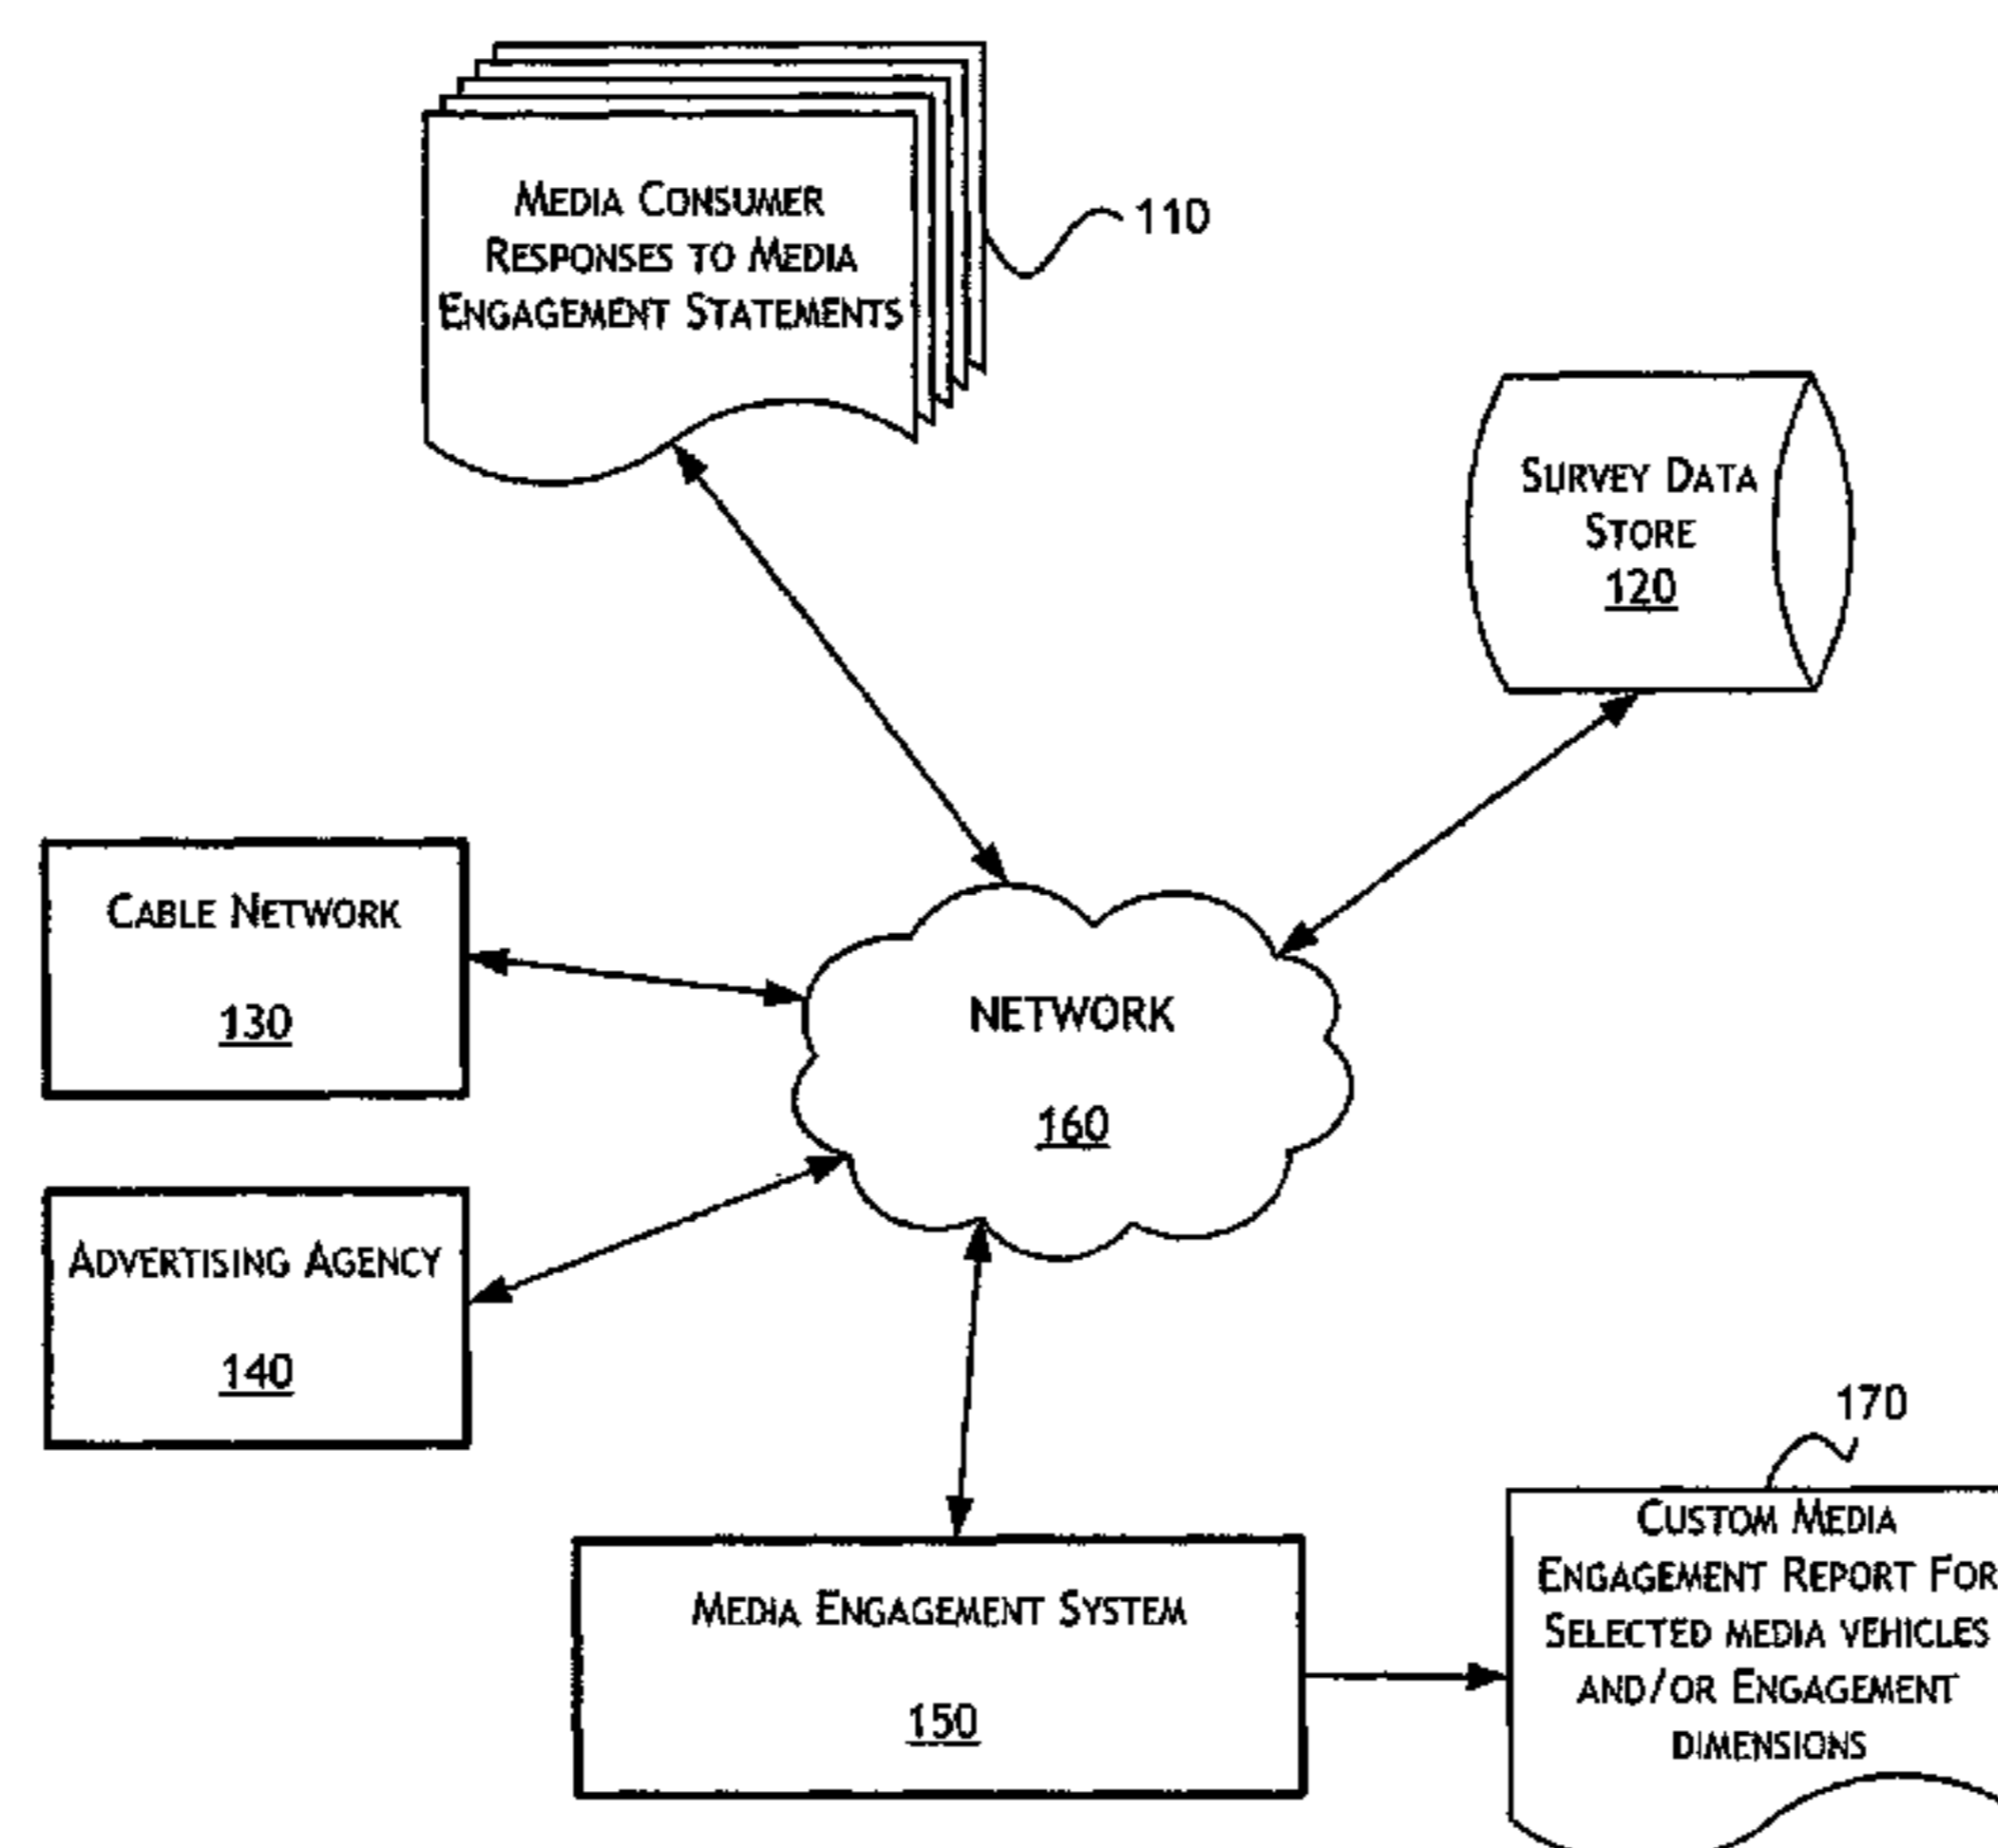 MEDIA CONSUMER
RESPONSES TO MEDIA
ENGAGEMENT STATEMENTS
110
SURVEY DATA
STORE
120
CABLE NETWORK
130
NETWORK
160
ADVERTISING AGENCY
140
170
MEDIA ENGAGEMENT SYSTEM
150
CUSTOM MEDIA
ENGAGEMENT REPORT FOR
SELECTED MEDIA VEHICLES
AND/OR ENGAGEMENT
DIMENSIONS